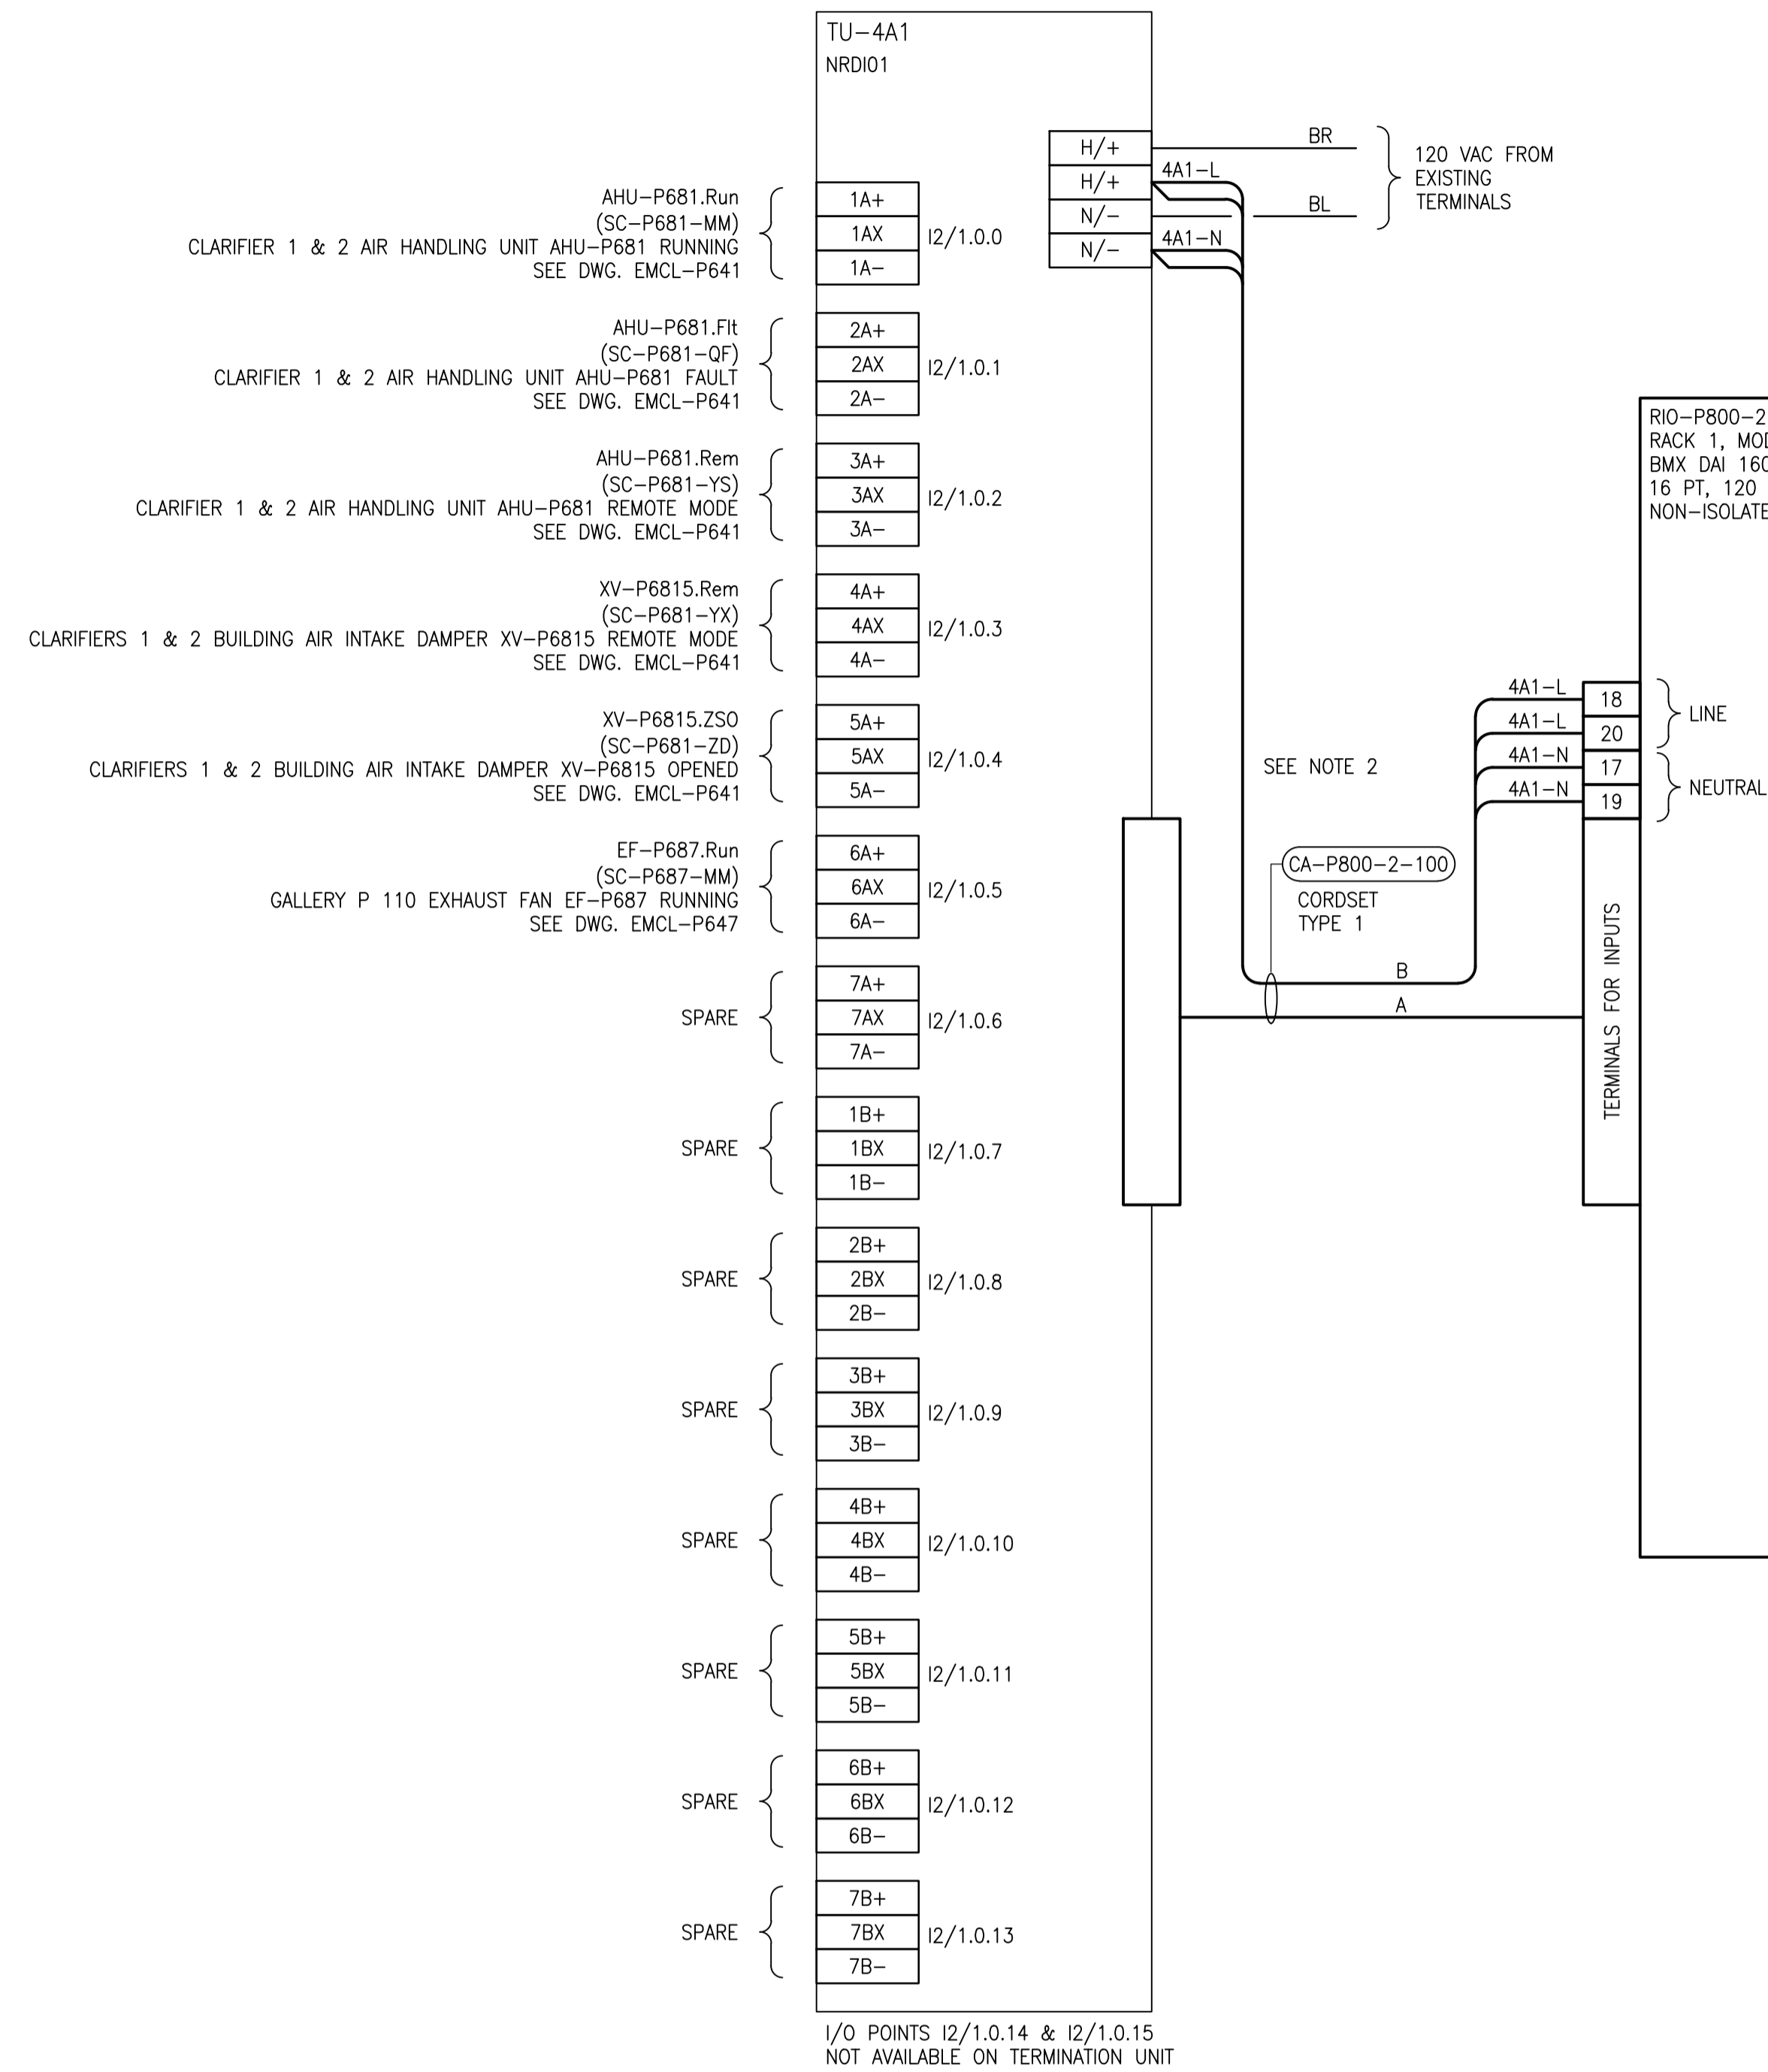 TU-4A1
NRDI01
H/+
H/+
N/-
N/-
BR
4A1-L
BL
4A1-N
120 VAC FROM
EXISTING
TERMINALS
AHU-P681.Run
(SC-P681-MM)
CLARIFIER 1 & 2 AIR HANDLING UNIT AHU-P681 RUNNING
SEE DWG. EMCL-P641
1A+
1AX
1A-
I2/1.0.0
AHU-P681.Flt
(SC-P681-QF)
CLARIFIER 1 & 2 AIR HANDLING UNIT AHU-P681 FAULT
SEE DWG. EMCL-P641
2A+
2AX
2A-
I2/1.0.1
AHU-P681.Rem
(SC-P681-YS)
CLARIFIER 1 & 2 AIR HANDLING UNIT AHU-P681 REMOTE MODE
SEE DWG. EMCL-P641
3A+
3AX
3A-
I2/1.0.2
XV-P6815.Rem
(SC-P681-YX)
CLARIFIERS 1 & 2 BUILDING AIR INTAKE DAMPER XV-P6815 REMOTE MODE
SEE DWG. EMCL-P641
4A+
4AX
4A-
I2/1.0.3
XV-P6815.ZSO
(SC-P681-ZD)
CLARIFIERS 1 & 2 BUILDING AIR INTAKE DAMPER XV-P6815 OPENED
SEE DWG. EMCL-P641
5A+
5AX
5A-
I2/1.0.4
EF-P687.Run
(SC-P687-MM)
GALLERY P 110 EXHAUST FAN EF-P687 RUNNING
SEE DWG. EMCL-P647
6A+
6AX
6A-
I2/1.0.5
SPARE
7A+
7AX
7A-
I2/1.0.6
SPARE
1B+
1BX
1B-
I2/1.0.7
SPARE
2B+
2BX
2B-
I2/1.0.8
SPARE
3B+
3BX
3B-
I2/1.0.9
SPARE
4B+
4BX
4B-
I2/1.0.10
SPARE
5B+
5BX
5B-
I2/1.0.11
SPARE
6B+
6BX
6B-
I2/1.0.12
SPARE
7B+
7BX
7B-
I2/1.0.13
I/O POINTS I2/1.0.14 & I2/1.0.15
NOT AVAILABLE ON TERMINATION UNIT
SEE NOTE 2
CA-P800-2-100
CORDSET
TYPE 1
B
A
RIO-P800-2
RACK 1,
BMX DAI
16 PT, 120
4A1-L
4A1-L
4A1-N
4A1-N
18
20
17
19
LINE
NEUTRAL
TERMINALS FOR INPUTS